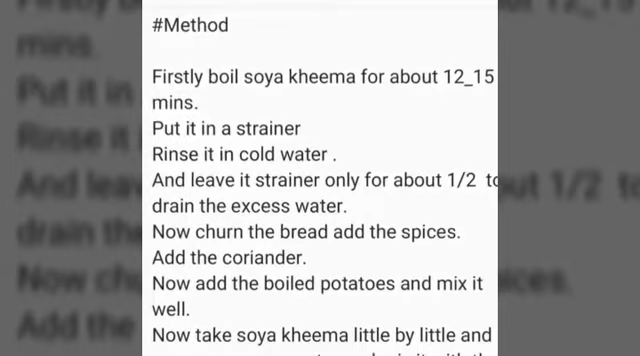 #Method
Firstly boil soya kheema for about 12_15
mins.
Put it in a strainer
Rinse it in cold water .
And leave it strainer only for about 1/2
drain the excess water.
Now churn the bread add the spices.
Add the coriander.
Now add the boiled potatoes and mix it
well.
Now take soya kheema little by little and